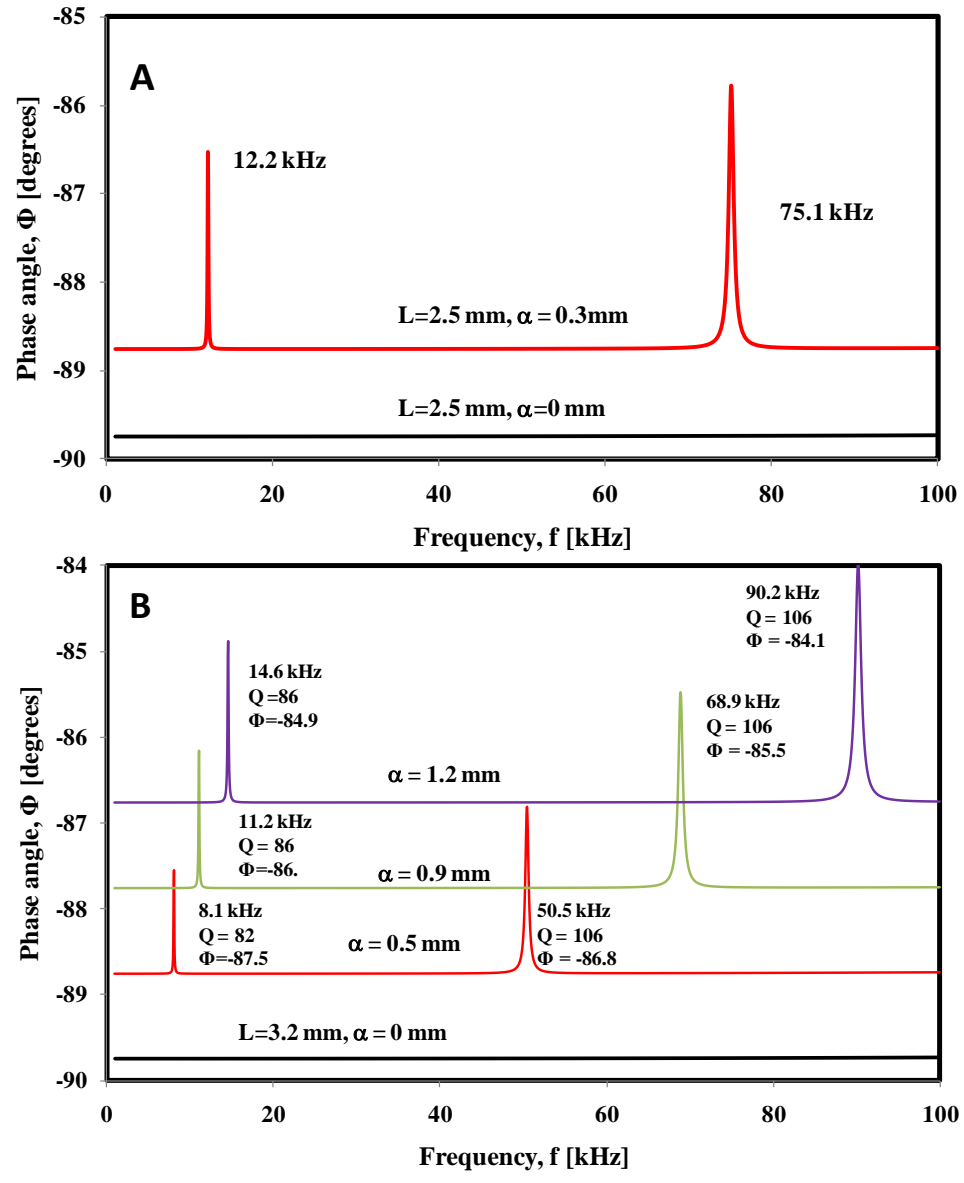 A
-85
-86
-87
-88
-89
-90
Phase angle, Φ [degrees]
12.2 kHz
75.1 kHz
L=2.5 mm, α = 0.3mm
L=2.5 mm, α=0 mm
0 20 40 60 80 100
Frequency, f [kHz]
B
-84
-85
-86
-87
-88
-89
-90
Phase angle, Φ [degrees]
90.2 kHz
Q = 106
Φ = -84.1
14.6 kHz
Q =86
Φ=-84.9
68.9 kHz
Q = 106
Φ = -85.5
α = 1.2 mm
11.2 kHz
Q = 86
Φ=-86.
α = 0.9 mm
8.1 kHz
Q = 82
Φ=-87.5
α = 0.5 mm
50.5 kHz
Q = 106
Φ = -86.8
L=3.2 mm, α = 0 mm
0 20 40 60 80 100
Frequency, f [kHz]